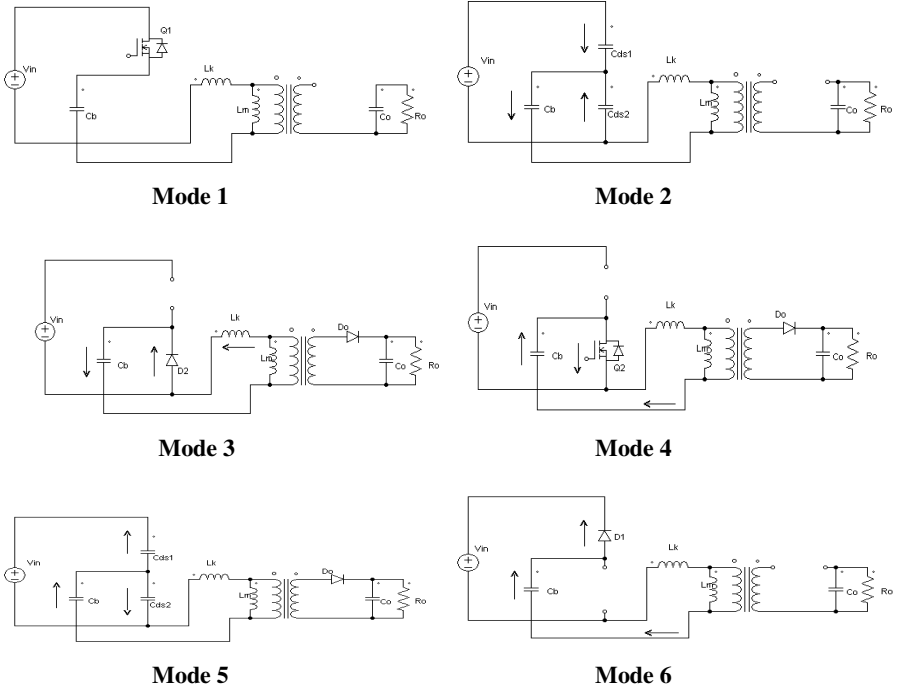 Q1
Vin
Lk
Cb
Lm
Co
Ro
Mode 1
Vin
Cds1
Lk
Cb
Cds2
Lm
Co
Ro
Mode 2
Vin
Lk
Do
Cb
D2
Lm
Co
Ro
Mode 3
Vin
Lk
Do
Cb
Q2
Lm
Co
Ro
Mode 4
Vin
Cds1
Lk
Do
Cb
Cds2
Lm
Co
Ro
Mode 5
Vin
D1
Lk
Cb
Lm
Co
Ro
Mode 6